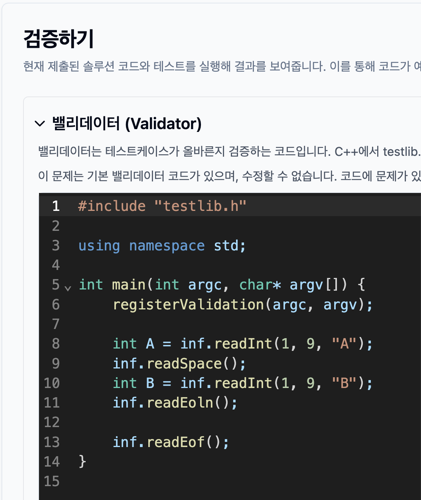 검증하기
현재 제출된 솔루션 코드와 테스트를 실행해 결과를 보여줍니다. 이를 통해 코드가 예
밸리데이터 (Validator)
밸리데이터는 테스트케이스가 올바른지 검증하는 코드입니다. C++에서 testlib.
이 문제는 기본 밸리데이터 코드가 있으며, 수정할 수 없습니다. 코드에 문제가 있
1 #include "testlib.h"
2
3 using namespace std;
4
5 int main(int argc, char* argv[]) {
6     registerValidation(argc, argv);
7
8     int A = inf.readInt(1, 9, "A");
9     inf.readSpace();
10     int B = inf.readInt(1, 9, "B");
11     inf.readEoln();
12
13     inf.readEof();
14 }
15